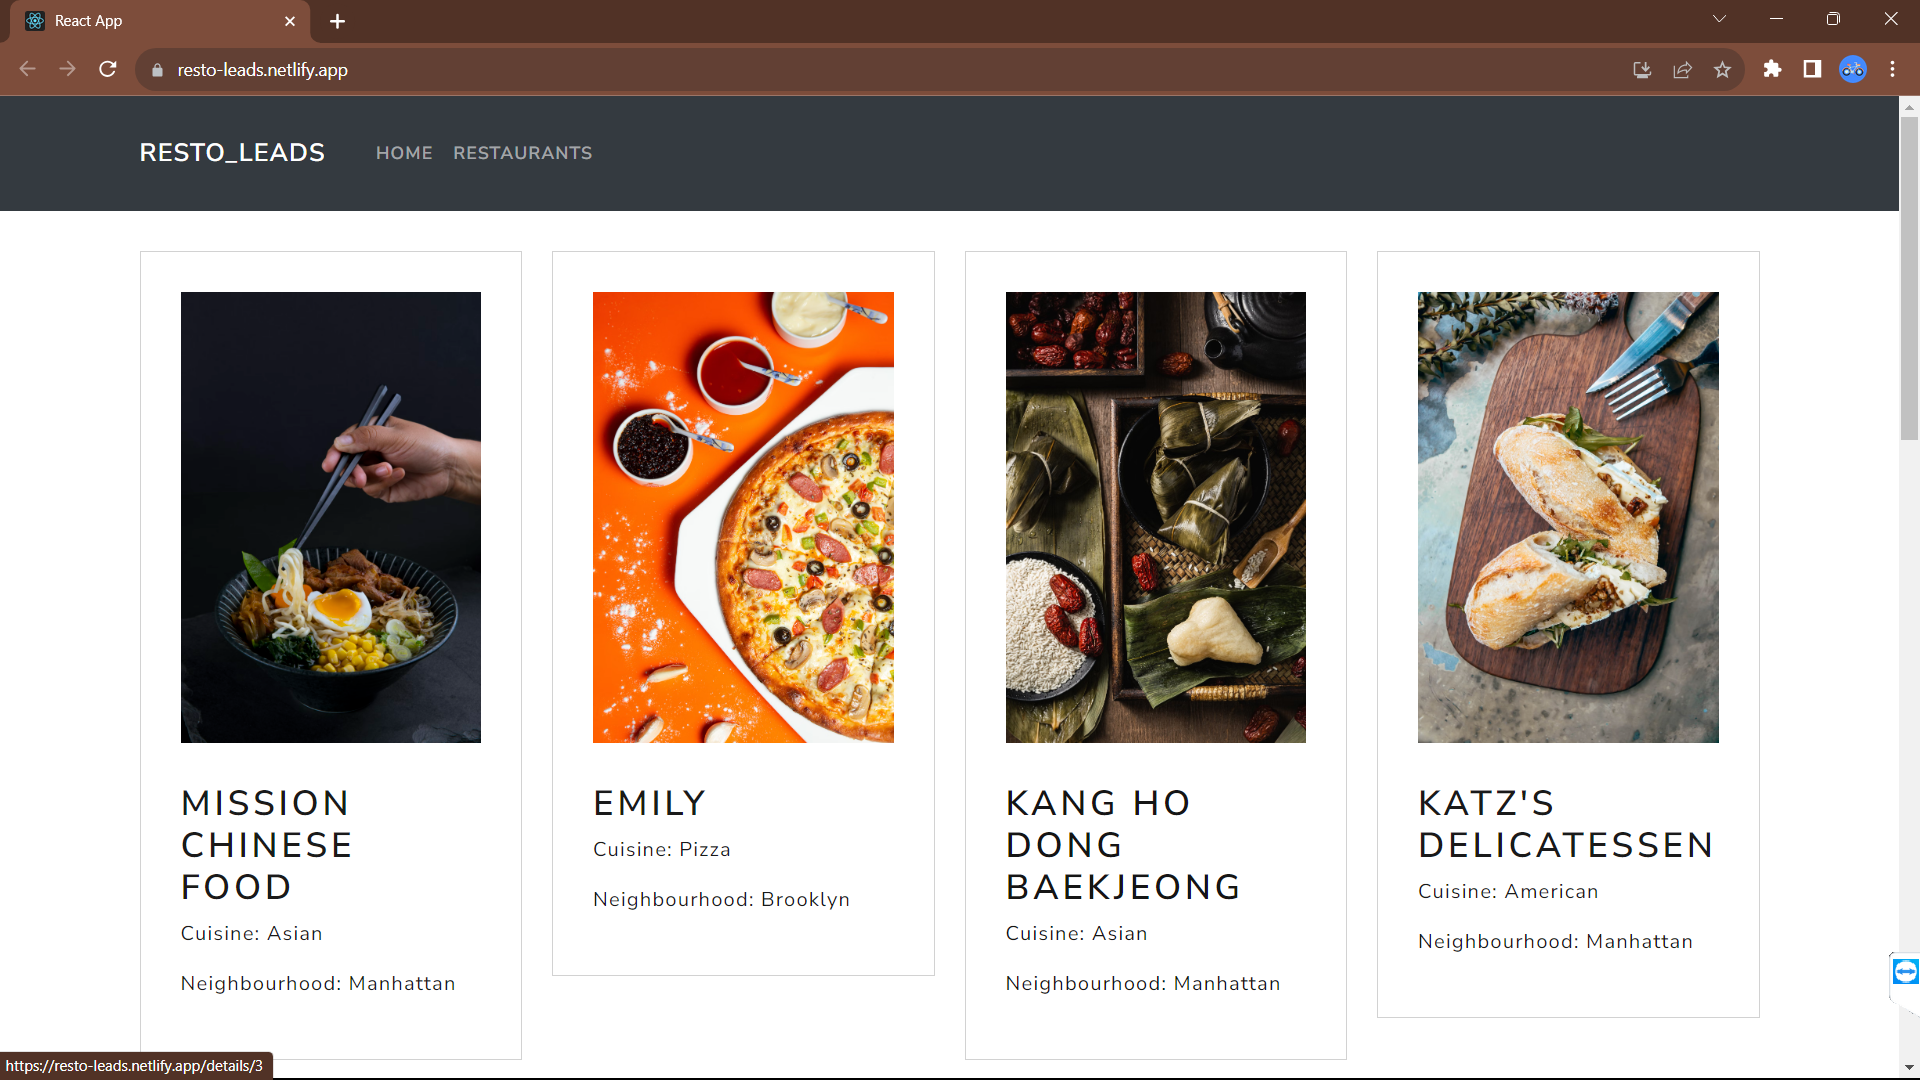 React App
resto-leads.netlify.app
RESTO_LEADS
HOME
RESTAURANTS
MISSION
CHINESE
FOOD
Cuisine: Asian
Neighbourhood: Manhattan
EMILY
Cuisine: Pizza
Neighbourhood: Brooklyn
KANG HO
DONG
BAEKJEONG
Cuisine: Asian
Neighbourhood: Manhattan
KATZ'S
DELICATESSEN
Cuisine: American
Neighbourhood: Manhattan
https://resto-leads.netlify.app/details/3